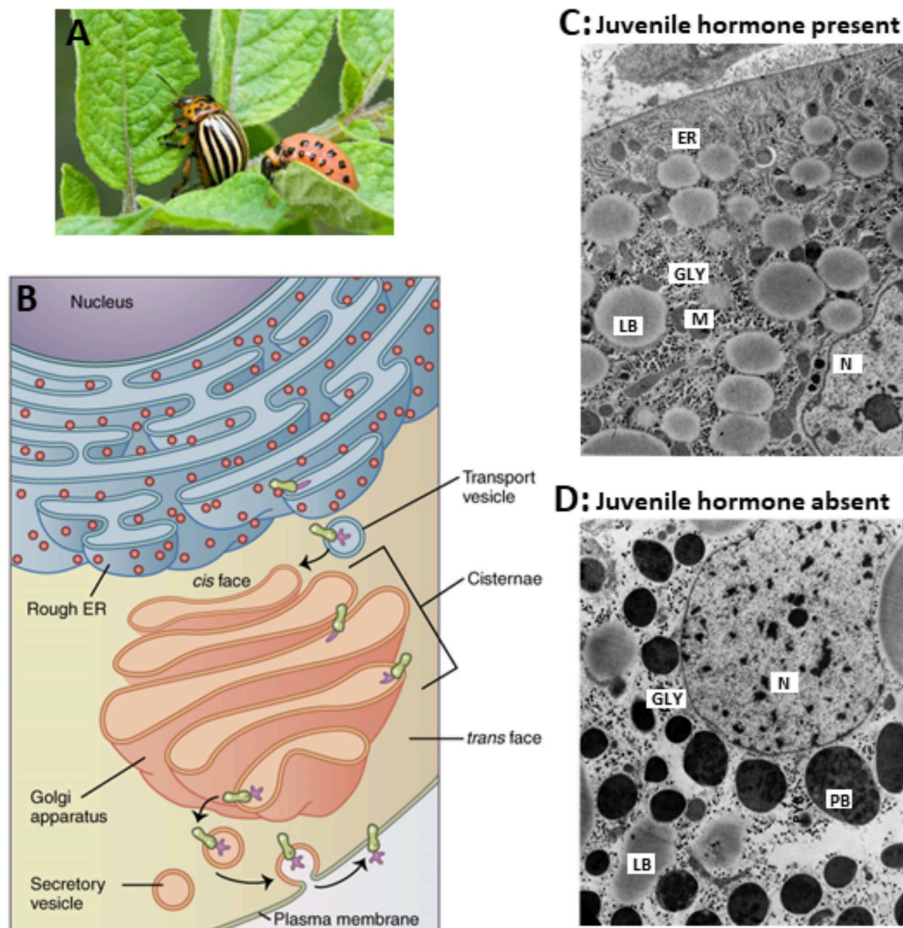 A
B
Nucleus
Transport
vesicle
cis face
Cisternae
Rough ER
trans face
Golgi
apparatus
Secretory
vesicle
Plasma membrane
C: Juvenile hormone present
ER
GLY
LB
M
N
D: Juvenile hormone absent
N
GLY
PB
LB